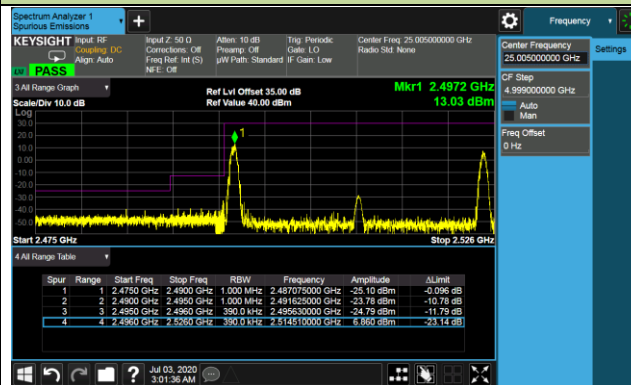 Spectrum Analyzer 1
Spurious Emissions
Frequency
KEYSIGHT Input: RF Input Z: 50 Ω Atten: 10 dB Trig: Periodic Center Freq: 25.005000000 GHz
Coupling: DC Corrections: Off Preamp: Off Gate: LO Radio Std: None
Align: Auto Freq Ref: Int (S) µW Path: Standard IF Gain: Low
NFE: Off
PASS
Center Frequency
25.005000000 GHz
Settings
CF Step
4.999000000 GHz
Auto
Man
Freq Offset
0 Hz
3 All Range Graph
Ref Lvl Offset 35.00 dB
Mkr1 2.4972 GHz
Scale/Div 10.0 dB Ref Value 40.00 dBm 13.03 dBm
Log
30.0
20.0
10.0
0.00
-10.0
-20.0
-30.0
-40.0
-50.0
1
Start 2.475 GHz Stop 2.526 GHz
4 All Range Table
Spur Range Start Freq Stop Freq RBW Frequency Amplitude ΔLimit
1 1 2.4750 GHz 2.4900 GHz 1.000 MHz 2.487075000 GHz -25.10 dBm -0.096 dB
2 2 2.4900 GHz 2.4950 GHz 1.000 MHz 2.491625000 GHz -23.78 dBm -10.78 dB
3 3 2.4950 GHz 2.4960 GHz 390.0 kHz 2.495630000 GHz -24.79 dBm -11.79 dB
4 4 2.4960 GHz 2.5260 GHz 390.0 kHz 2.514510000 GHz 6.860 dBm -23.14 dB
Jul 03, 2020
3:01:36 AM